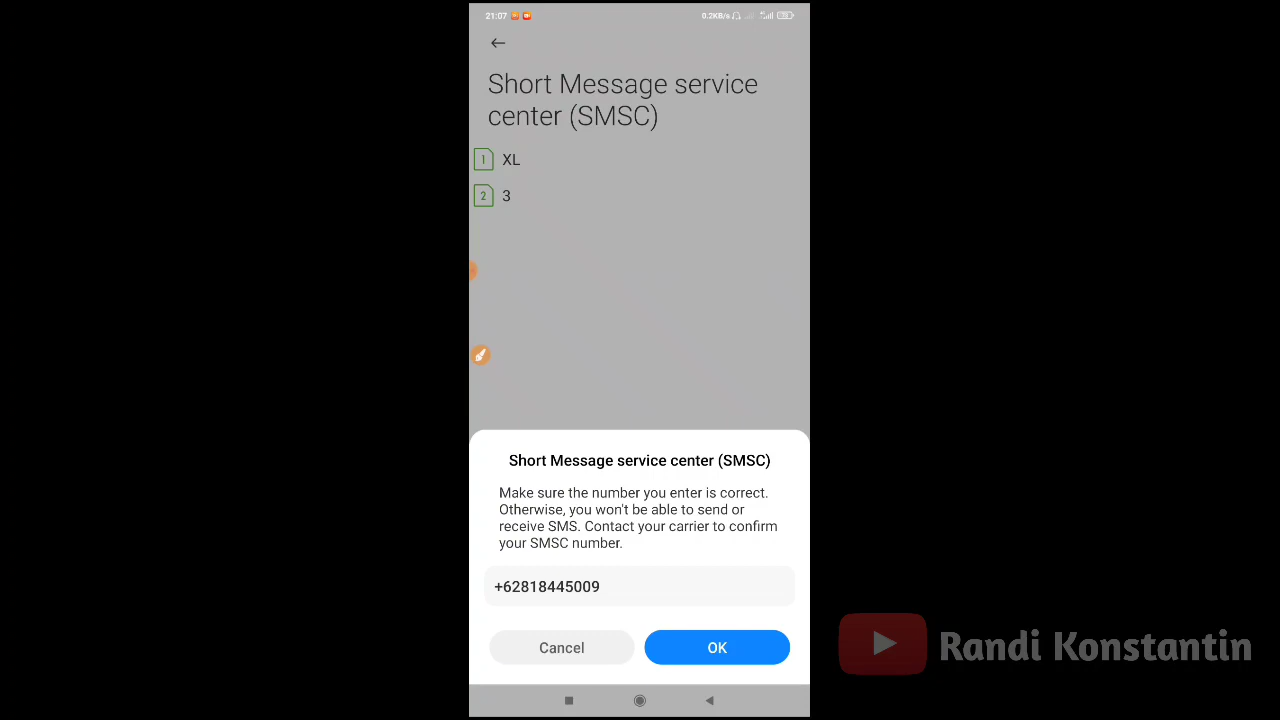 21:07
0.2KB/s
Short Message service
center (SMSC)
1 XL
2 3
Short Message service center (SMSC)
Make sure the number you enter is correct.
Otherwise, you won't be able to send or
receive SMS. Contact your carrier to confirm
your SMSC number.
+62818445009
Cancel
OK
Randi Konstantin